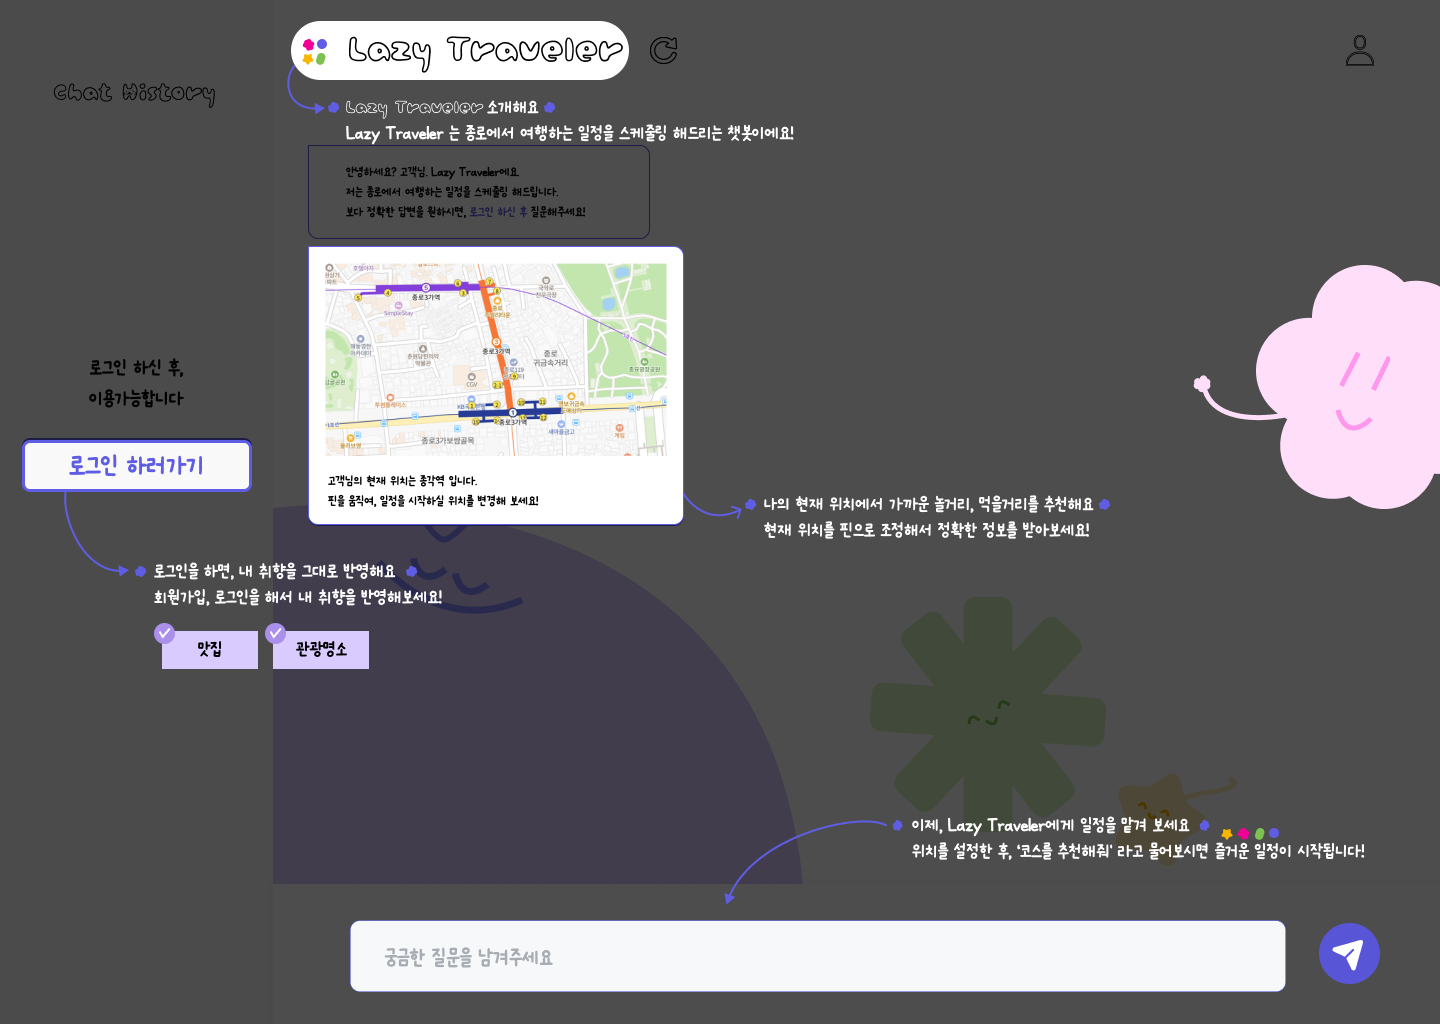 Lazy Traveler
Chat History
Lazy Traveler 소개해요
Lazy Traveler 는 종로에서 여행하는 일정을 스케줄링 해드리는 챗봇이에요!
안녕하세요? 고객님. Lazy Traveler에요.
저는 종로에서 여행하는 일정을 스케줄링 해드립니다.
보다 정확한 답변을 원하시면, 로그인 하신 후 질문해주세요!
종로3가역
SimpleStay
종로3가역
종로
귀금속거리
CGV
종로3가역
새마을금고
고객님의 현재 위치는 종각역 입니다.
핀을 움직여, 일정을 시작하실 위치를 변경해 보세요!
로그인 하신 후,
이용가능합니다
로그인 하러가기
나의 현재 위치에서 가까운 놀거리, 먹을거리를 추천해요
현재 위치를 핀으로 조정해서 정확한 정보를 받아보세요!
로그인을 하면, 내 취향을 그대로 반영해요
회원가입, 로그인을 해서 내 취향을 반영해보세요!
맛집
관광명소
이제, Lazy Traveler에게 일정을 맡겨 보세요
위치를 설정한 후, '코스를 추천해줘' 라고 물어보시면 즐거운 일정이 시작됩니다!
궁금한 질문을 남겨주세요